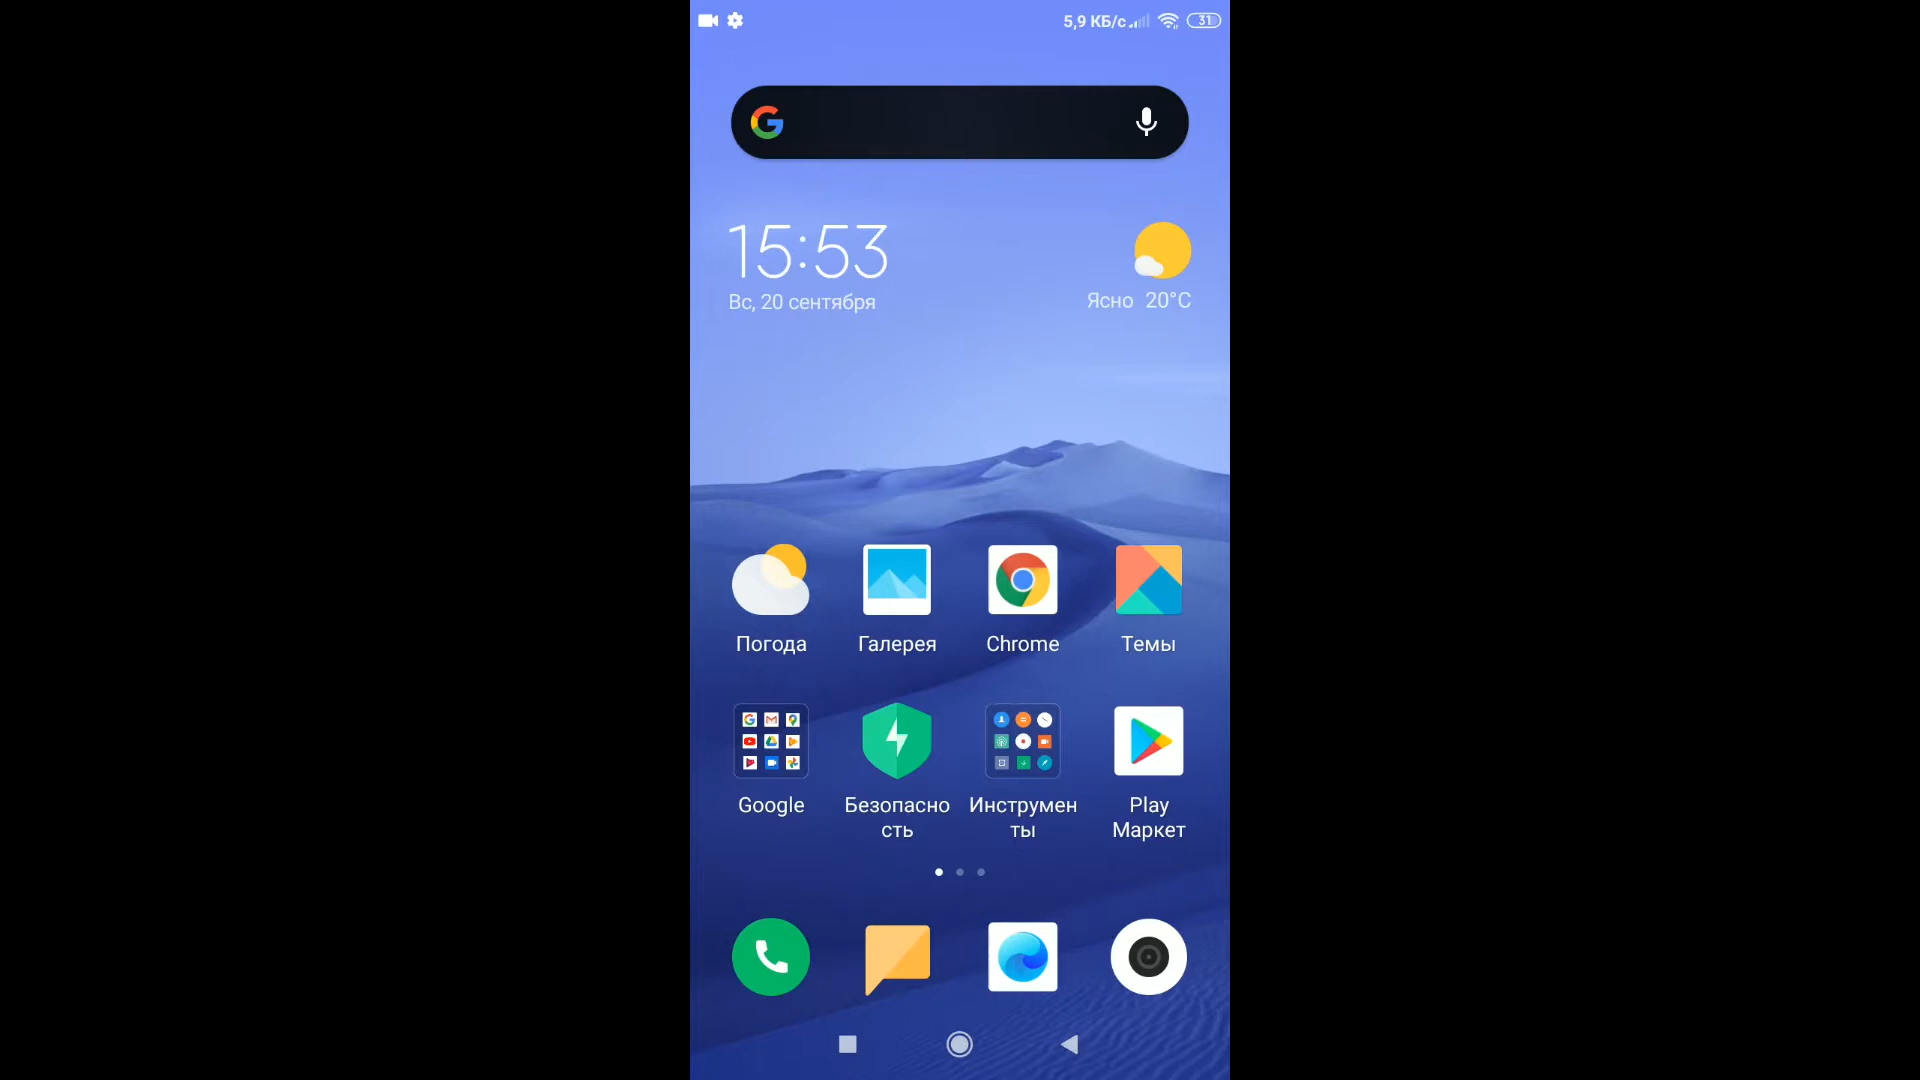 5,9 КБ/с 31
15:53
Вс, 20 сентября
Ясно 20°C
Погода Галерея Chrome Темы
Google Безопасно Инструмен Play
сть ты Маркет